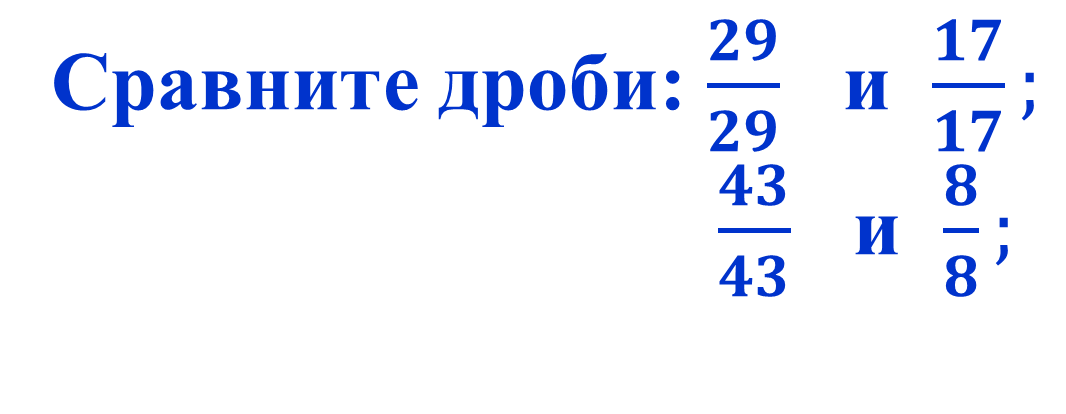 Сравните дроби: 29/29 и 17/17;
43/43 и 8/8;